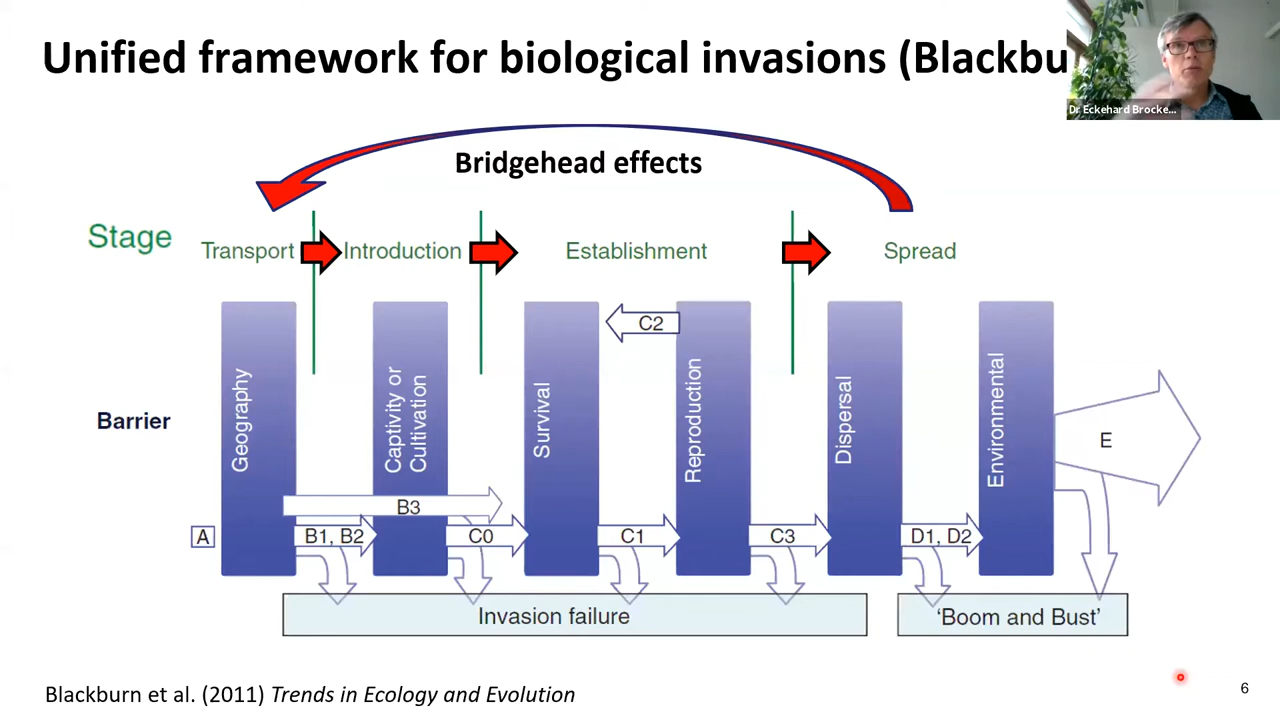 Unified framework for biological invasions (Blackbu
Dr Eckehard Brocke...
Bridgehead effects
Stage
Transport
Introduction
Establishment
Spread
C2
Barrier
Geography
Captivity or
Cultivation
Survival
Reproduction
Dispersal
Environmental
E
B3
A
B1, B2
C0
C1
C3
D1, D2
Invasion failure
‘Boom and Bust’
Blackburn et al. (2011) Trends in Ecology and Evolution
6